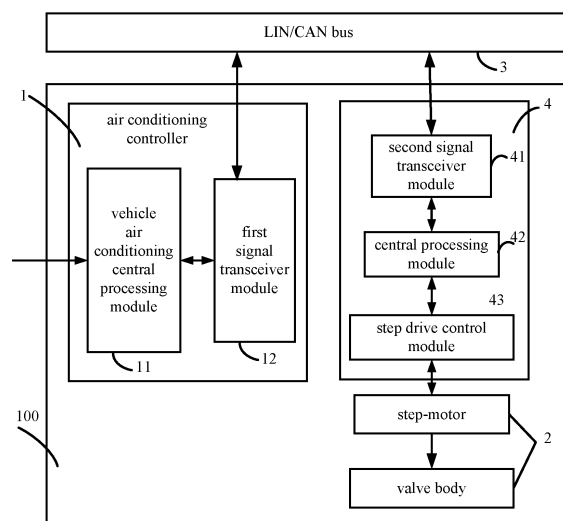 LIN/CAN bus
3
1
air conditioning
controller
4
second signal
transceiver
module
41
vehicle
air
conditioning
central
processing
module
first
signal
transceiver
module
central processing
module
42
43
step drive control
module
11
12
100
step-motor
2
valve body